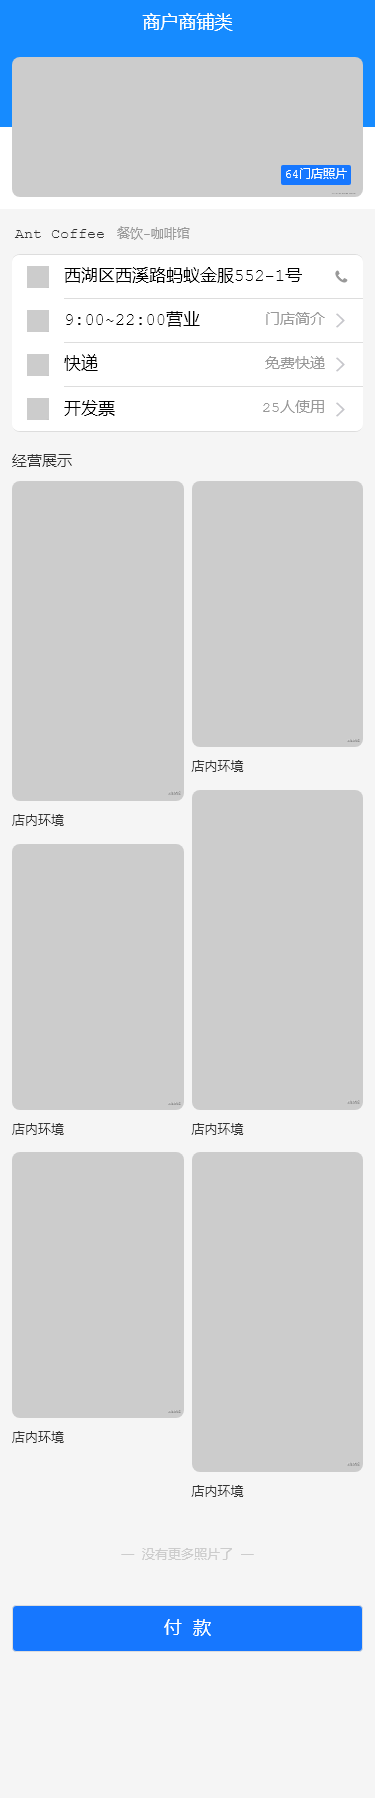 商户商铺类
64门店照片
Ant Coffee 餐饮-咖啡馆
西湖区西溪路蚂蚁金服552-1号
9:00~22:00营业 门店简介
快递 免费快递
开发票 25人使用
经营展示
店内环境
店内环境
店内环境
店内环境
店内环境
店内环境
— 没有更多照片了 —
付 款